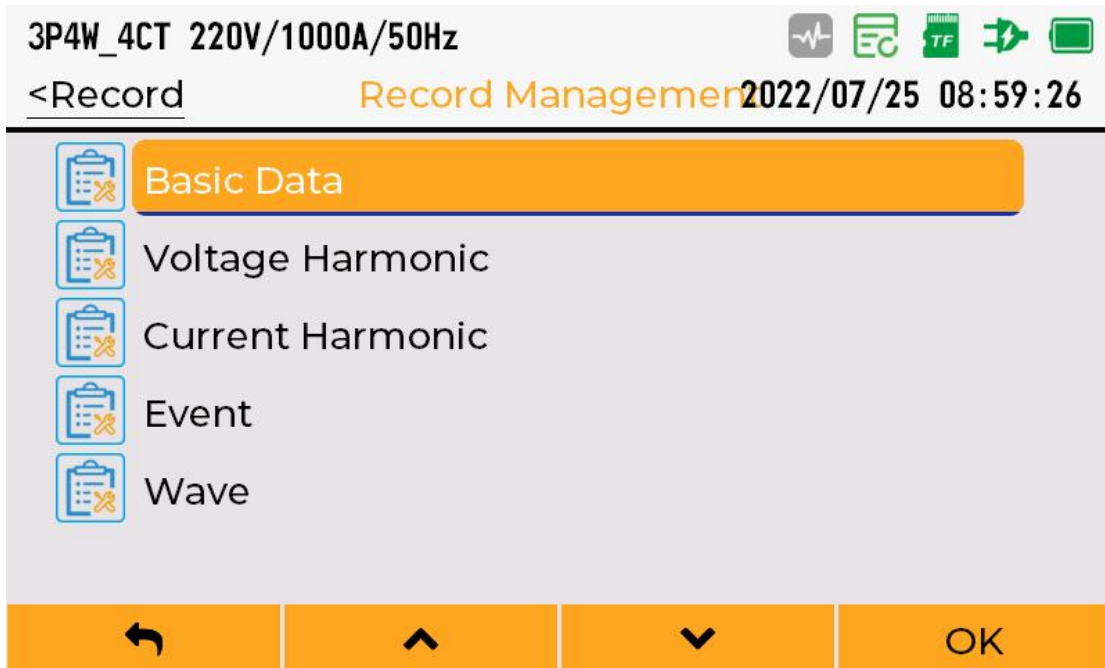 3P4W_4CT 220V/1000A/50Hz
TF
<Record Record Managemen 2022/07/25 08:59:26
Basic Data
Voltage Harmonic
Current Harmonic
Event
Wave
OK